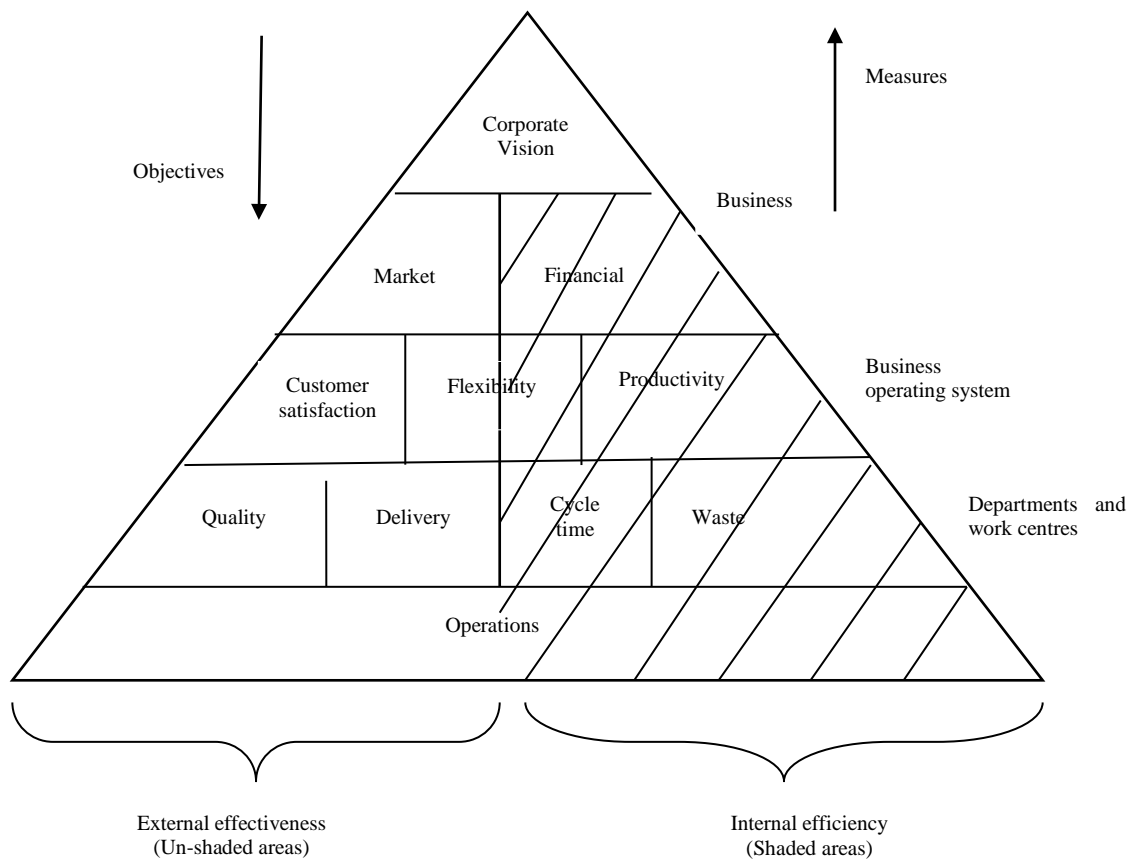 Measures
Corporate
Vision
Objectives
Business
Market
Financial
Business
operating system
Customer
satisfaction
Flexibility
Productivity
Departments and
work centres
Quality
Delivery
Cycle
time
Waste
Operations
External effectiveness
(Un-shaded areas)
Internal efficiency
(Shaded areas)